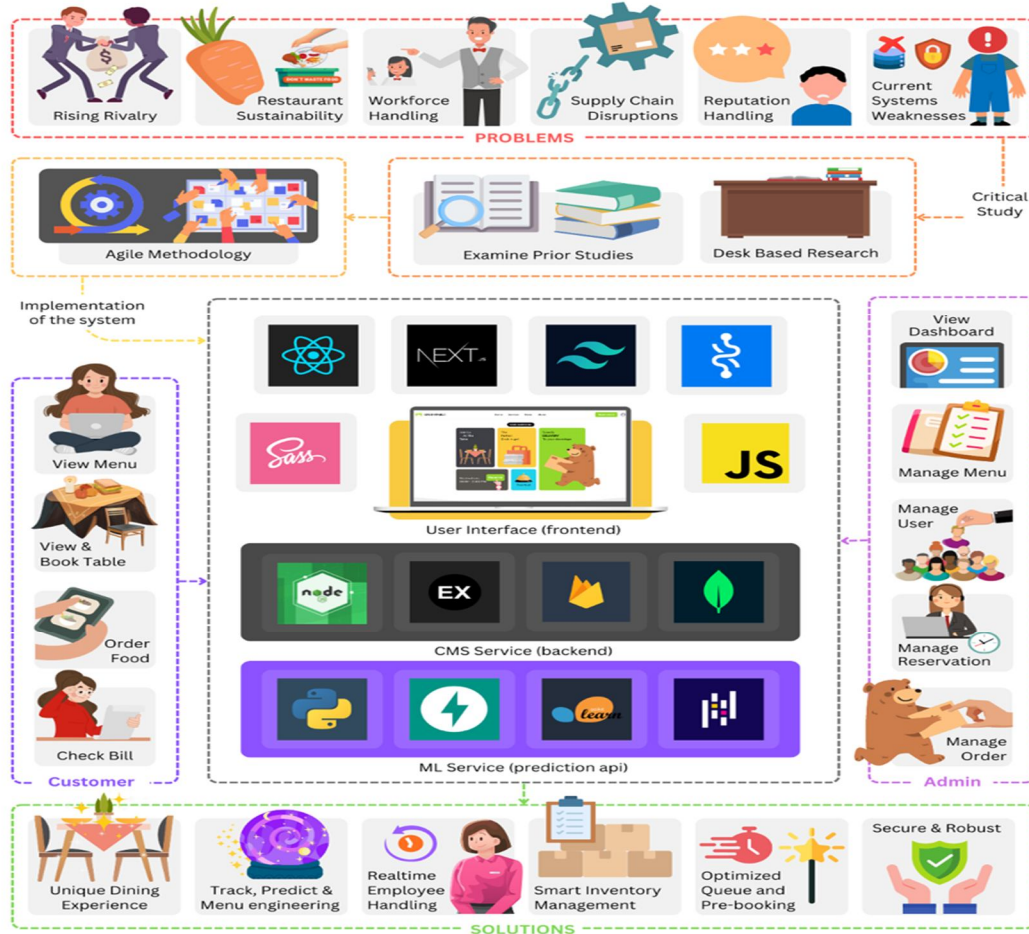 Rising Rivalry
DON'T WASTE FOOD
Restaurant
Sustainability
Workforce
Handling
Supply Chain
Disruptions
Reputation
Handling
Current
Systems
Weaknesses
PROBLEMS
Agile Methodology
Examine Prior Studies
Desk Based Research
Critical
Study
Implementation
of the system
NEXT.JS
Sass
JS
User Interface (frontend)
node
EX
CMS Service (backend)
learn
ML Service (prediction api)
View Menu
View &
Book Table
Order
Food
Check Bill
Customer
View
Dashboard
Manage Menu
Manage
User
Manage
Reservation
Manage
Order
Admin
Unique Dining
Experience
Track, Predict &
Menu engineering
Realtime
Employee
Handling
Smart Inventory
Management
Optimized
Queue and
Pre-booking
Secure & Robust
SOLUTIONS